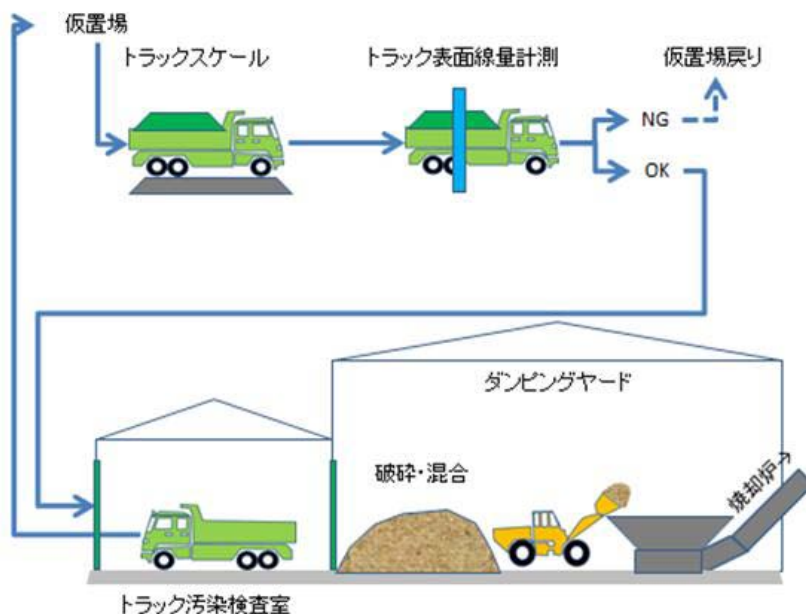 仮置場
トラックスケール
トラック表面線量計測
仮置場戻り
NG
OK
ダンピングヤード
破砕・混合
焼却炉→
トラック汚染検査室